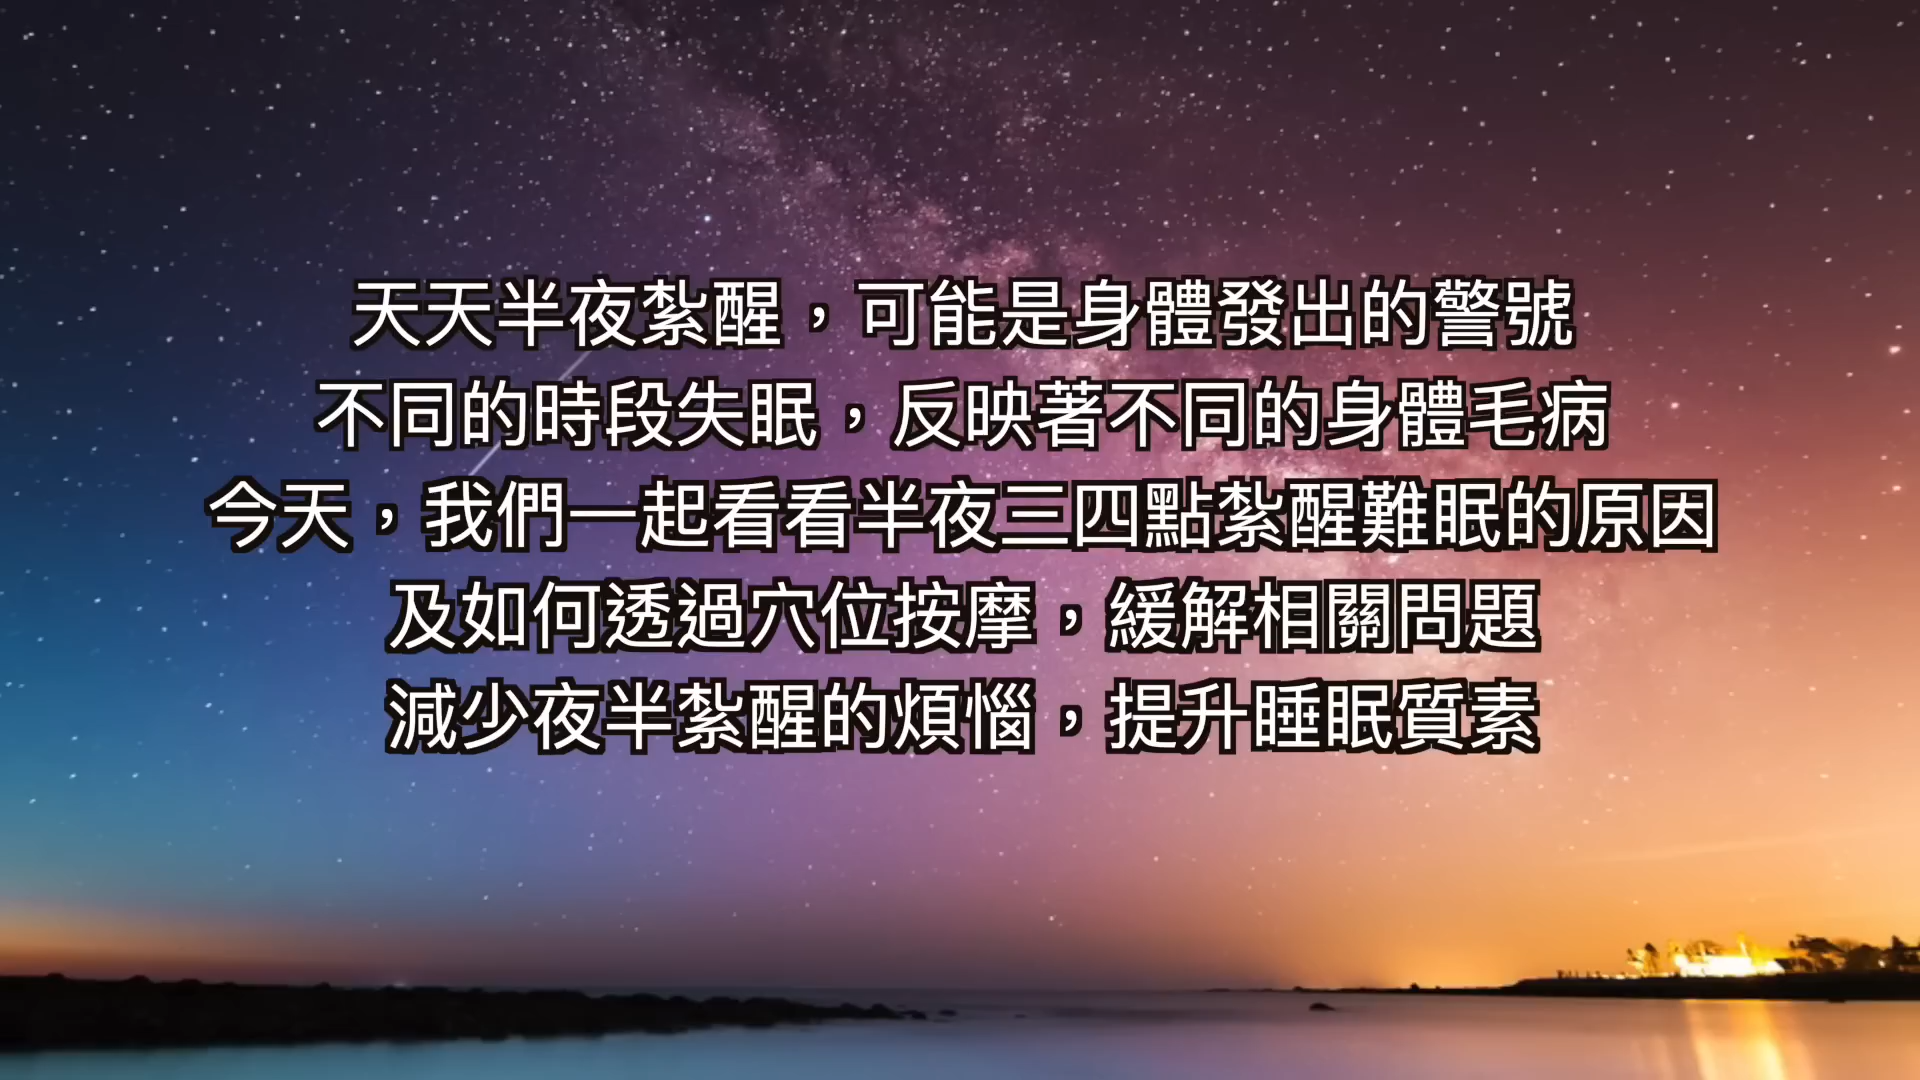 天天半夜紮醒，可能是身體發出的警號
不同的時段失眠，反映著不同的身體毛病
今天，我們一起看看半夜三四點紮醒難眠的原因
及如何透過穴位按摩，緩解相關問題
減少夜半紮醒的煩惱，提升睡眠質素